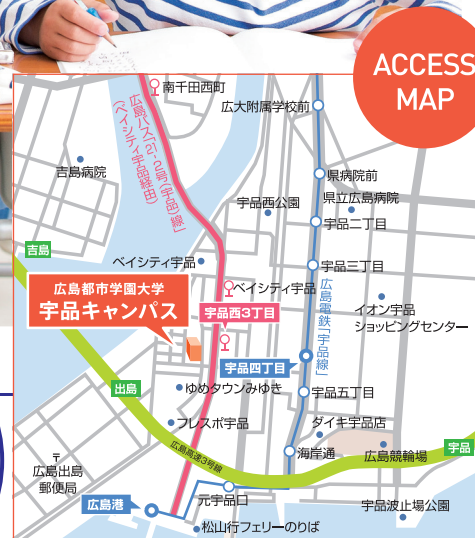 ACCESS
MAP
南千田西町
広島バス「21-2号(宇品)線」
(ベイシティ宇品経由)
広大附属学校前
吉島病院
県病院前
県立広島病院
宇品西公園
宇品二丁目
吉島
ベイシティ宇品
宇品三丁目
広島都市学園大学
宇品キャンパス
ベイシティ宇品
広島電鉄「宇品線」
イオン宇品
ショッピングセンター
宇品西3丁目
宇品四丁目
出島
ゆめタウンみゆき
宇品五丁目
フレスポ宇品
ダイキ宇品店
広島高速3号線
海岸通
広島競輪場
宇品
〒
広島出島
郵便局
元宇品口
広島港
宇品波止場公園
松山行フェリーのりば